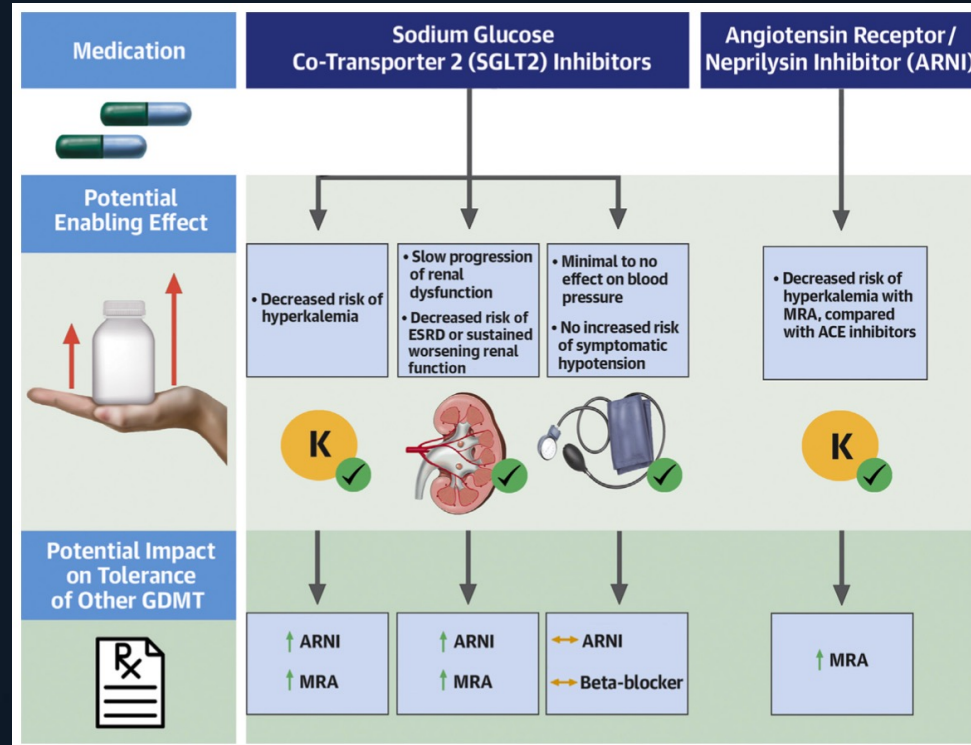 Medication
Sodium Glucose
Co-Transporter 2 (SGLT2) Inhibitors
Angiotensin Receptor/
Neprilysin Inhibitor (ARNI)
Potential
Enabling Effect
• Decreased risk of
hyperkalemia
• Slow progression
of renal
dysfunction
• Decreased risk of
ESRD or sustained
worsening renal
function
• Minimal to no
effect on blood
pressure
• No increased risk
of symptomatic
hypotension
• Decreased risk of
hyperkalemia with
MRA, compared
with ACE inhibitors
K
K
Potential Impact
on Tolerance
of Other GDMT
Rx
↑ ARNI
↑ MRA
↑ ARNI
↑ MRA
↔ ARNI
↔ Beta-blocker
↑ MRA